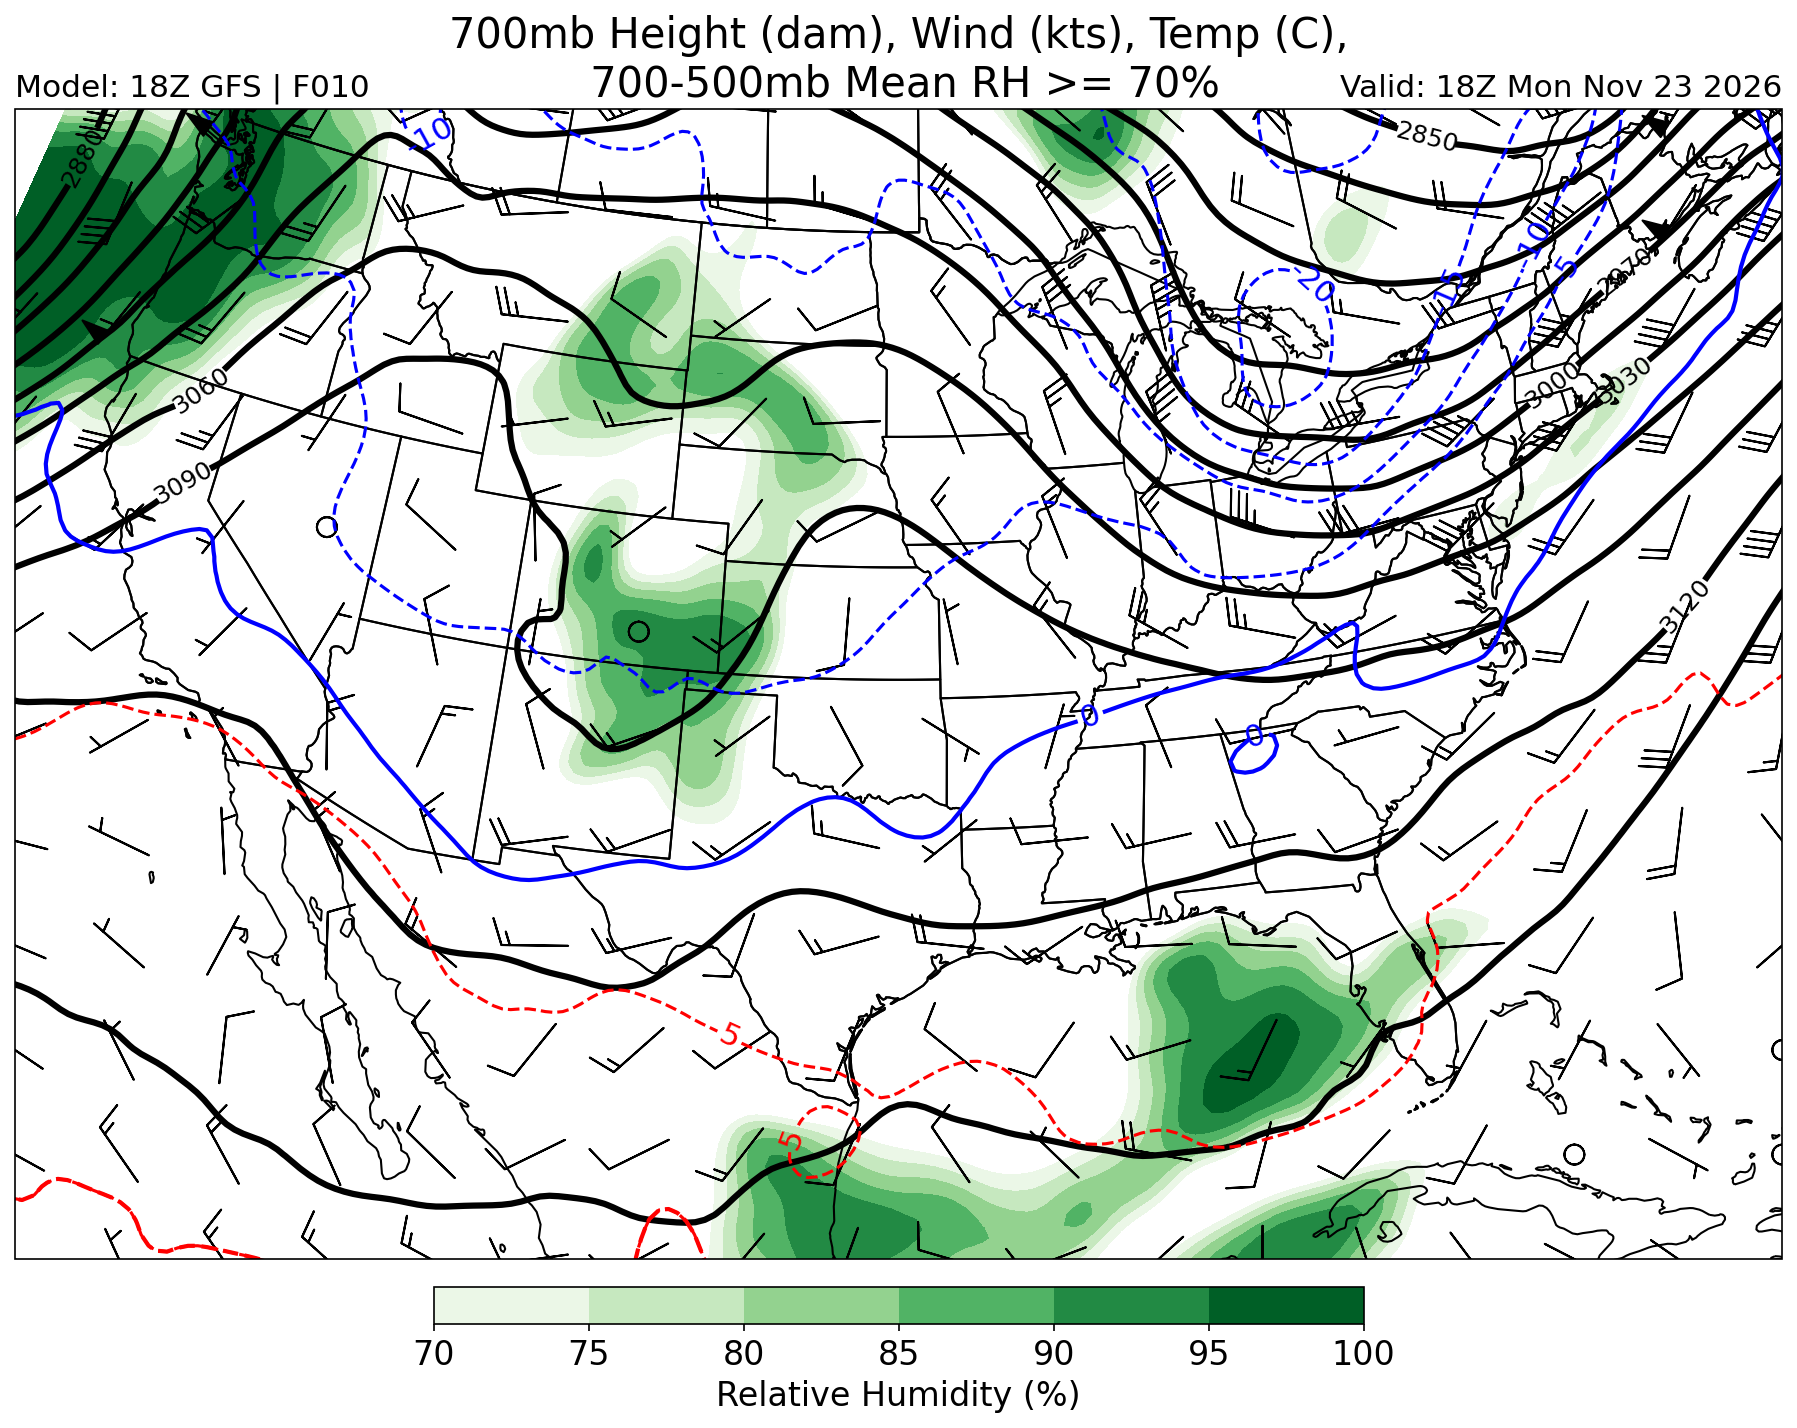 700mb Height (dam), Wind (kts), Temp (C),
700-500mb Mean RH >= 70%
Model: 18Z GFS | F010
Valid: 18Z Mon Nov 23 2026
2880
-10
2850
-20
-15
-10
-5
2970
3060
3000
3030
3090
3120
0
0
5
5
70 75 80 85 90 95 100
Relative Humidity (%)